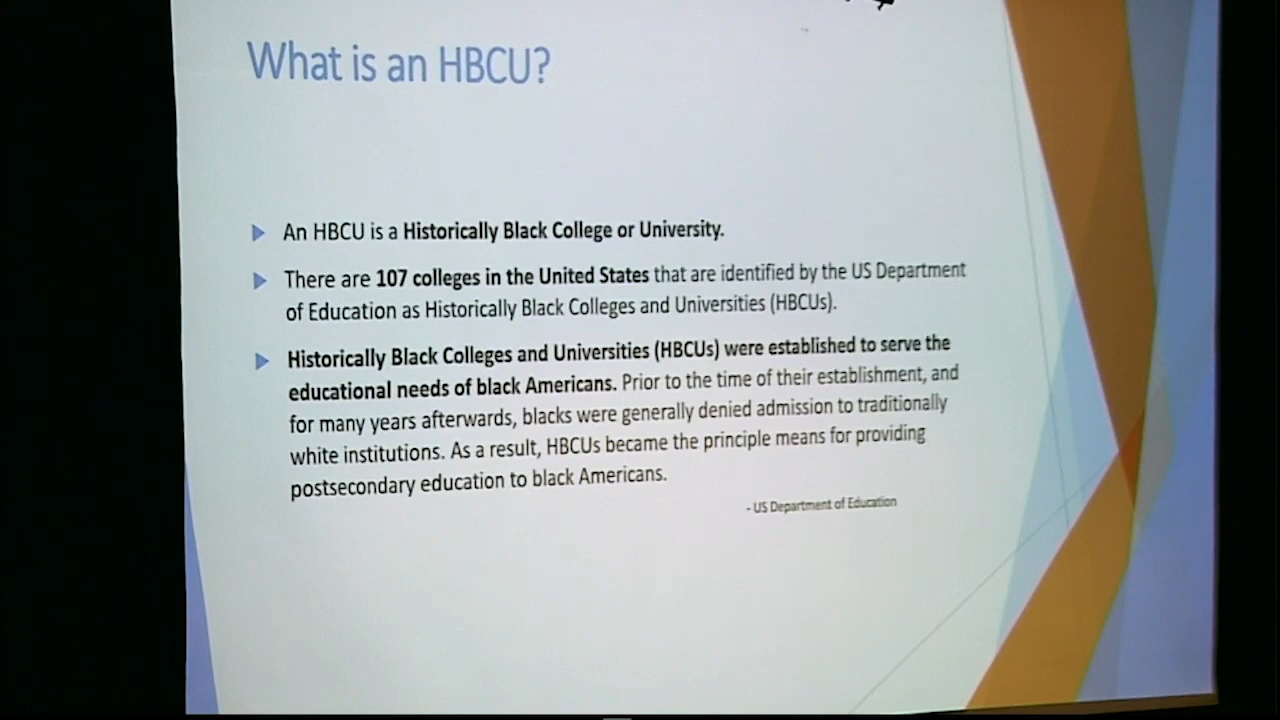 What is an HBCU?
An HBCU is a Historically Black College or University.
There are 107 colleges in the United States that are identified by the US Department
of Education as Historically Black Colleges and Universities (HBCUs).
Historically Black Colleges and Universities (HBCUs) were established to serve the
educational needs of black Americans. Prior to the time of their establishment, and
for many years afterwards, blacks were generally denied admission to traditionally
white institutions. As a result, HBCUs became the principle means for providing
postsecondary education to black Americans.
- US Department of Education